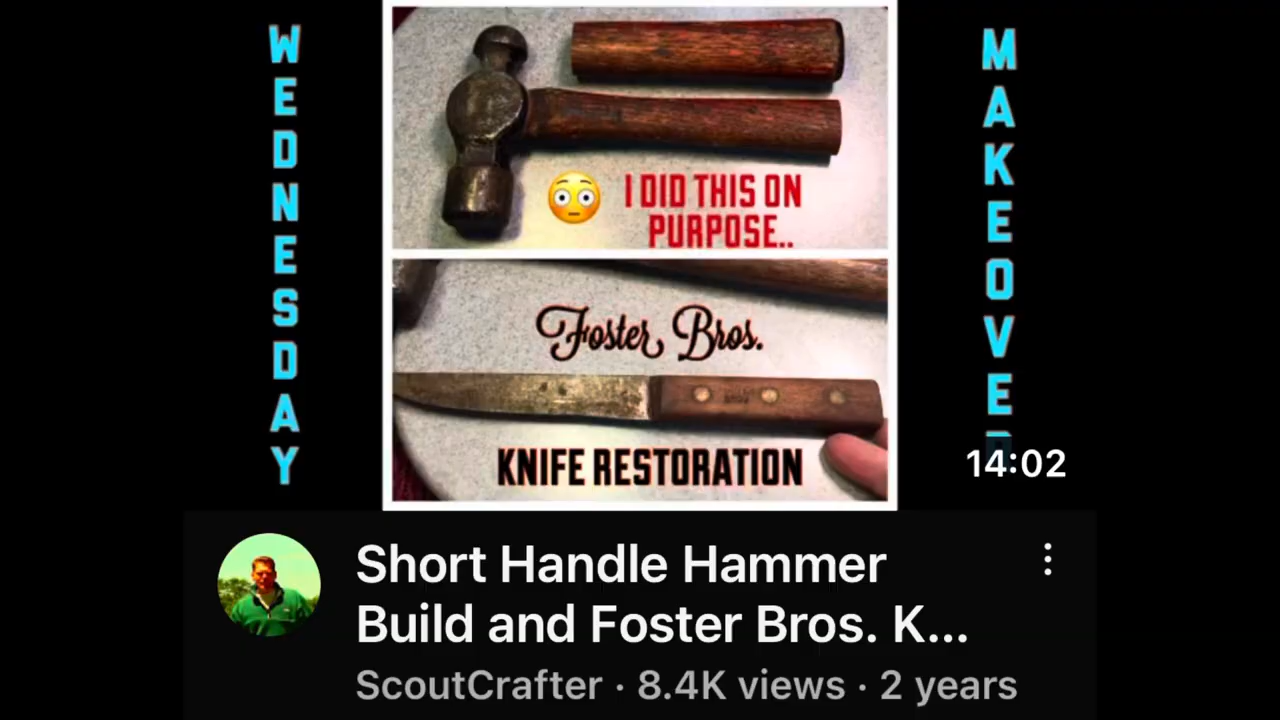 WEDNESDAY
I DID THIS ON
PURPOSE..
Foster Bros.
KNIFE RESTORATION
MAKEOVER
14:02
Short Handle Hammer
Build and Foster Bros. K...
ScoutCrafter · 8.4K views · 2 years